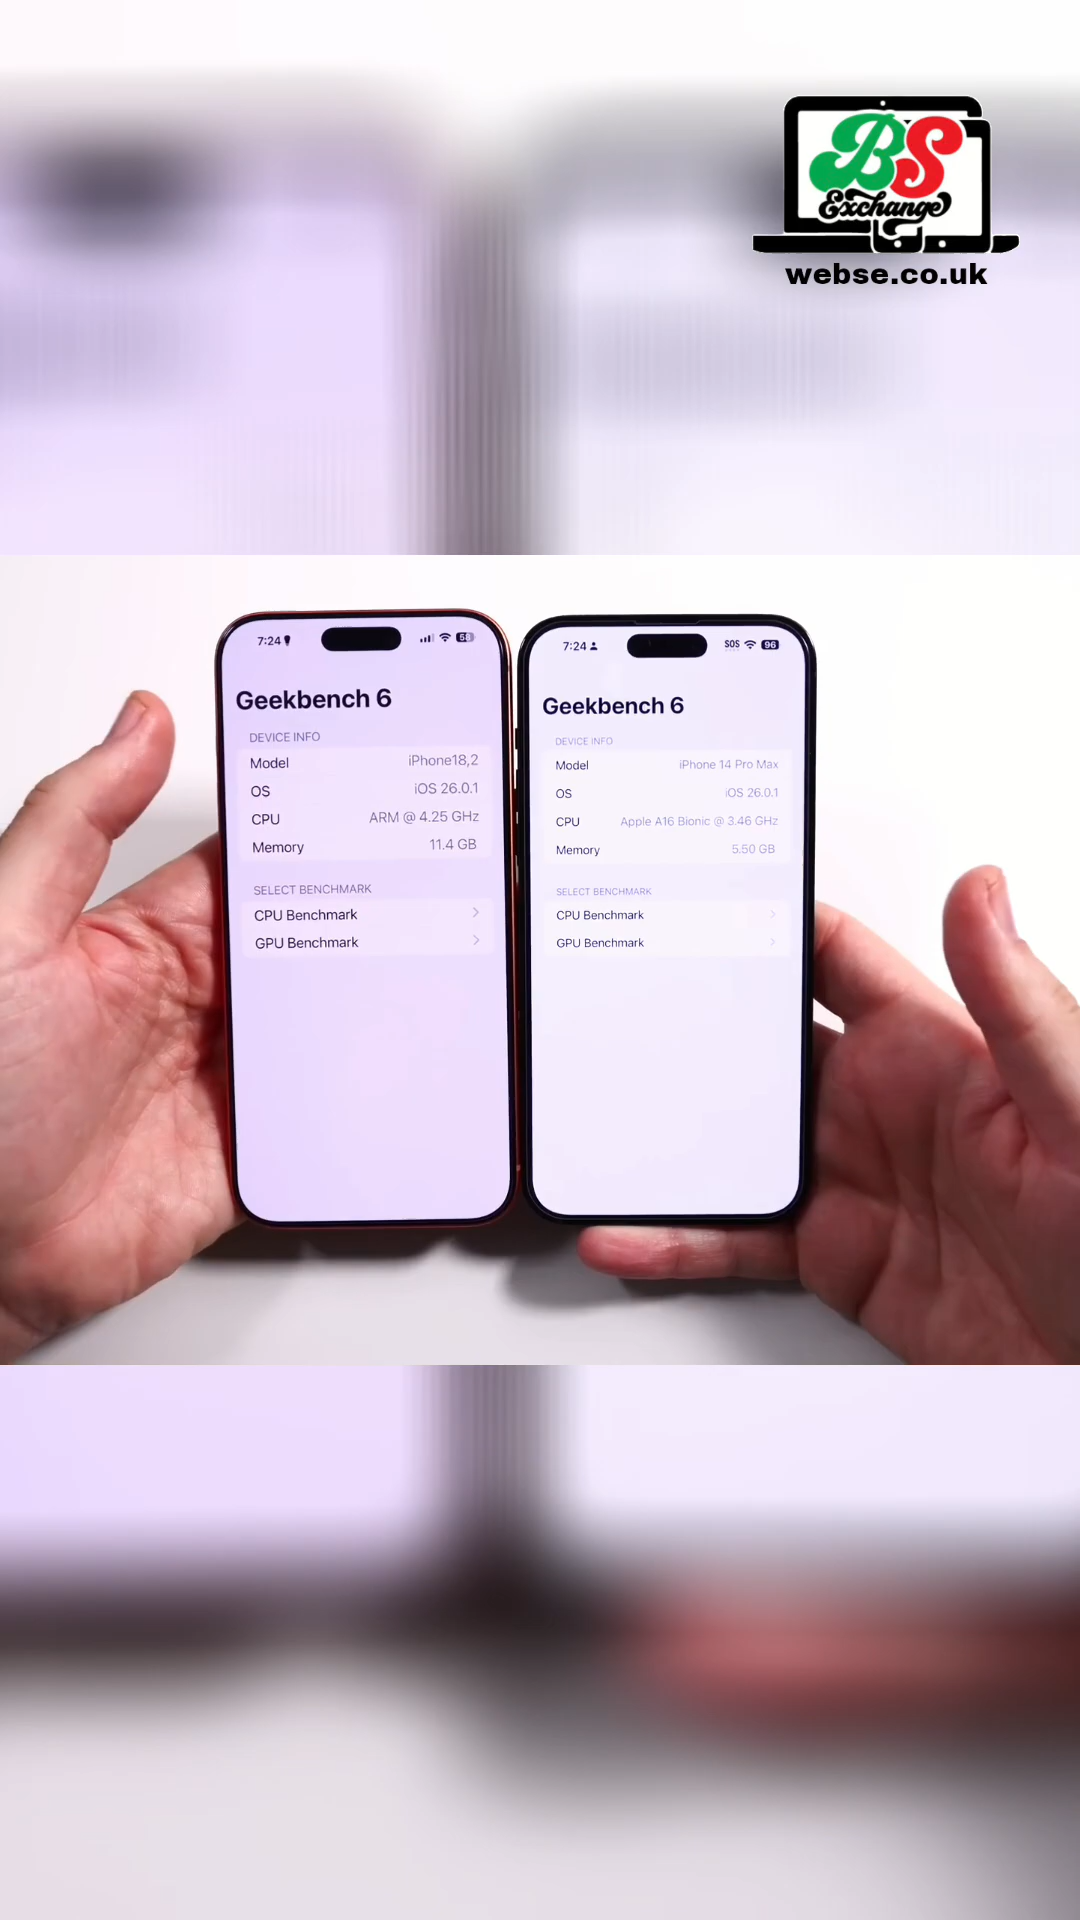 BS
Exchange
webse.co.uk
7:24
56
Geekbench 6
DEVICE INFO
Model iPhone18,2
OS iOS 26.0.1
CPU ARM @ 4.25 GHz
Memory 11.4 GB
SELECT BENCHMARK
CPU Benchmark
GPU Benchmark
7:24
SOS 96
Geekbench 6
DEVICE INFO
Model iPhone 14 Pro Max
OS iOS 26.0.1
CPU Apple A16 Bionic @ 3.46 GHz
Memory 5.50 GB
SELECT BENCHMARK
CPU Benchmark
GPU Benchmark